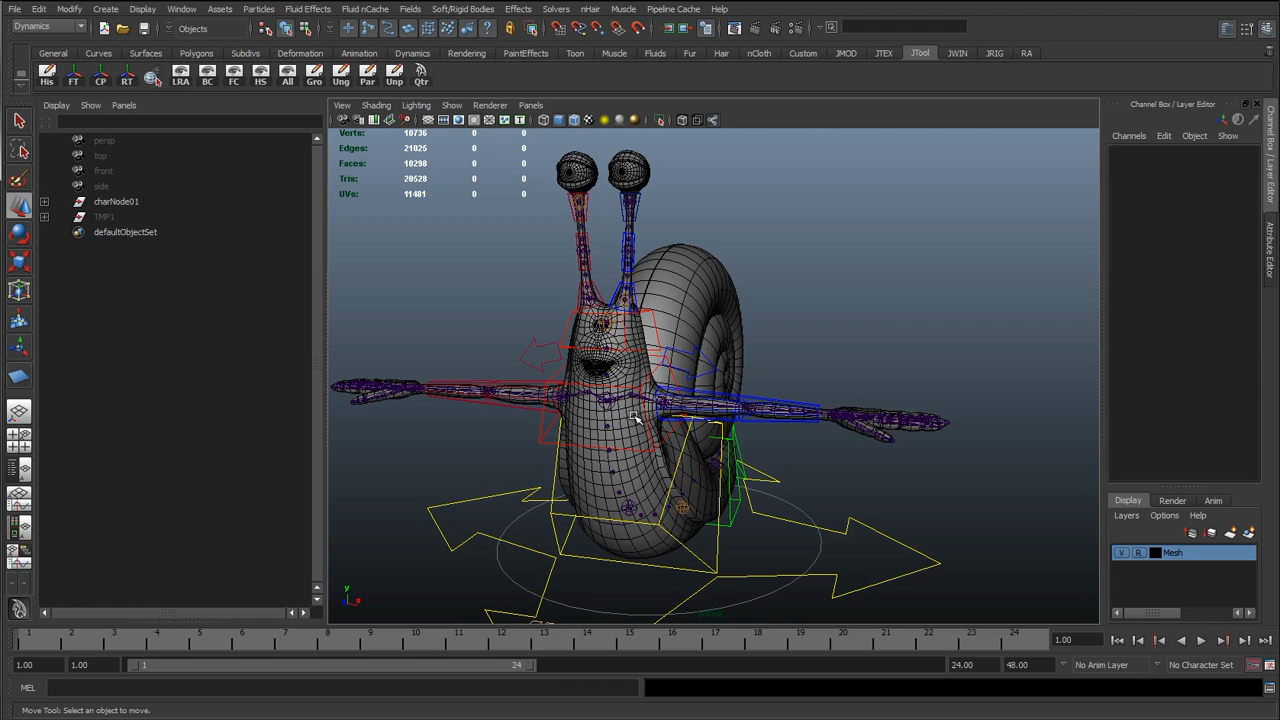 File Edit Modify Create Display Window Assets Particles Fluid Effects Fluid nCache Fields Soft/Rigid Bodies Effects Solvers nHair Muscle Pipeline Cache Help
Dynamics Objects
General Curves Surfaces Polygons Subdivs Deformation Animation Dynamics Rendering PaintEffects Toon Muscle Fluids Fur Hair nCloth Custom JMOD JTEX JTool JWIN JRIG RA
His FT CP RT LRA BC FC HS All Gro Ung Par Unp Qtr
Display Show Panels
View Shading Lighting Show Renderer Panels
Channel Box / Layer Editor
Channels Edit Object Show
persp
top
front
side
charNode01
TMP1
defaultObjectSet
Verts: 10736 0 0
Edges: 21025 0 0
Faces: 10298 0 0
Tris: 20528 0 0
UVs: 11481 0 0
y
x
persp
Channel Box / Layer Editor
Attribute Editor
Display Render Anim
Layers Options Help
V R Mesh
1 2 3 4 5 6 7 8 9 10 11 12 13 14 15 16 17 18 19 20 21 22 23 24 1.00
1.00 1.00 1 24 24.00 48.00 No Anim Layer No Character Set
MEL
Move Tool: Select an object to move.